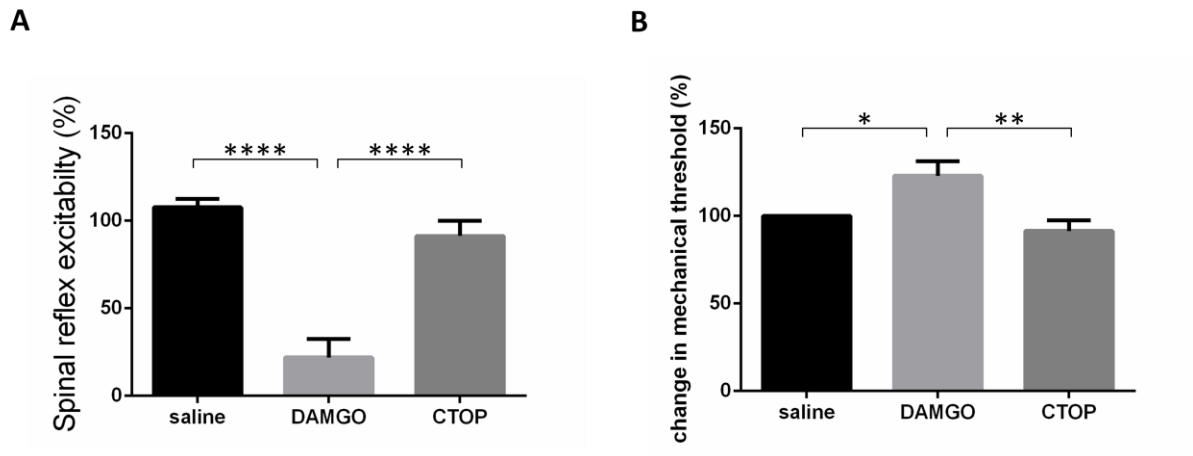 A
Spinal reflex excitabilty (%)
150
100
50
0
****
****
saline
DAMGO
CTOP
B
change in mechanical threshold (%)
150
100
50
0
*
**
saline
DAMGO
CTOP